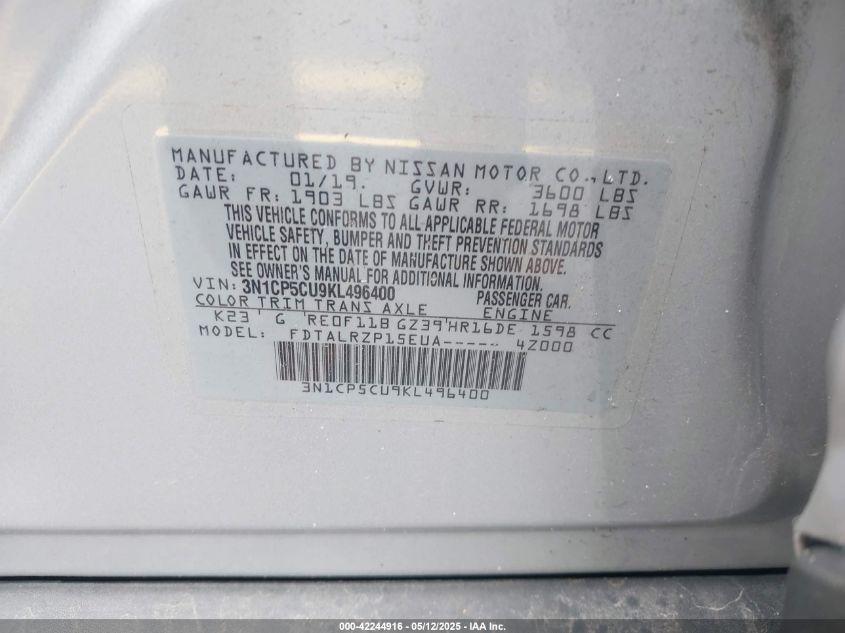 MANUFACTURED BY NISSAN MOTOR CO., LTD.
DATE: 01/19. GVWR: 3600 LBS
GAWR FR: 1903 LBS GAWR RR: 1698 LBS
THIS VEHICLE CONFORMS TO ALL APPLICABLE FEDERAL MOTOR
VEHICLE SAFETY, BUMPER AND THEFT PREVENTION STANDARDS
IN EFFECT ON THE DATE OF MANUFACTURE SHOWN ABOVE.
SEE OWNER'S MANUAL FOR ADDITIONAL INFORMATION.
VIN: 3N1CP5CU9KL496400 PASSENGER CAR.
COLOR TRIM TRANS AXLE ENGINE
K23 G RE0F11B GZ39 HR16DE 1598 CC
MODEL: FDTALRZP15EUA----- 4Z000
3N1CP5CU9KL496400
000-42244916 - 05/12/2025 - IAA Inc.